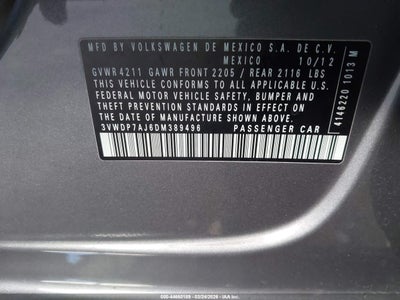 MFD.BY VOLKSWAGEN DE MEXICO S.A. DE C.V.
MEXICO 10/12
GVWR 4211 GAWR FRONT 2205 / REAR 2116 LBS
THIS VEHICLE CONFORMS TO ALL APPLICABLE
FEDERAL MOTOR VEHICLE SAFETY, BUMPER AND
THEFT PREVENTION STANDARDS IN EFFECT ON
THE DATE OF MANUFACTURE SHOWN ABOVE.
3VWDP7AJ6DM389496 PASSENGER CAR
4146220 1013 M